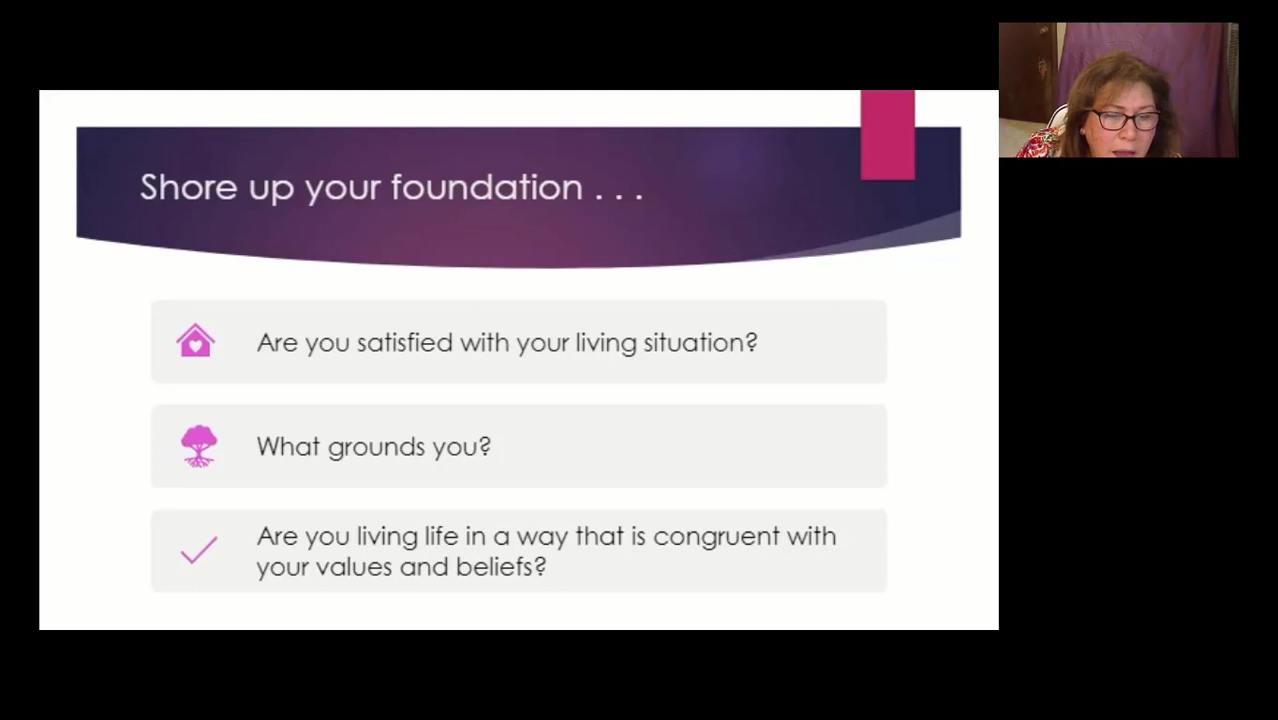 Shore up your foundation . . .
Are you satisfied with your living situation?
What grounds you?
Are you living life in a way that is congruent with
your values and beliefs?